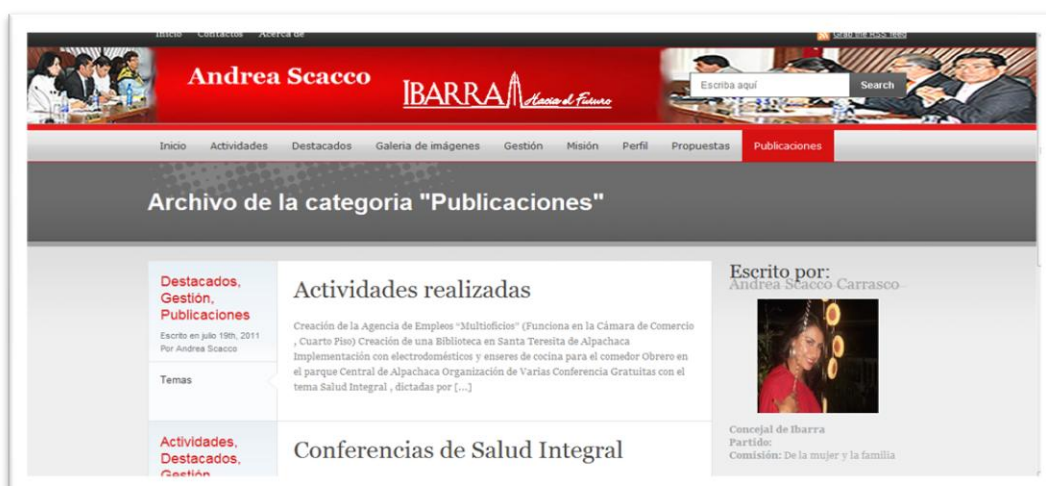 Inicio Contactos Acerca de
Grab the RSS feed
Andrea Scacco
IBARRA Hacia el Futuro
Escriba aquí
Search
Inicio Actividades Destacados Galeria de imágenes Gestión Misión Perfil Propuestas Publicaciones
Archivo de la categoria "Publicaciones"
Destacados,
Gestión,
Publicaciones
Escrito en julio 19th, 2011
Por Andrea Scacco
Temas
Actividades realizadas
Creación de la Agencia de Empleos "Multioficios" (Funciona en la Cámara de Comercio
, Cuarto Piso) Creación de una Biblioteca en Santa Teresita de Alpachaca
Implementación con electrodomésticos y enseres de cocina para el comedor Obrero en
el parque Central de Alpachaca Organización de Varias Conferencia Gratuitas con el
tema Salud Integral , dictadas por [...]
Escrito por:
Andrea Scacco Carrasco
Concejal de Ibarra
Partido:
Comisión: De la mujer y la familia
Actividades,
Destacados,
Gestión
Conferencias de Salud Integral